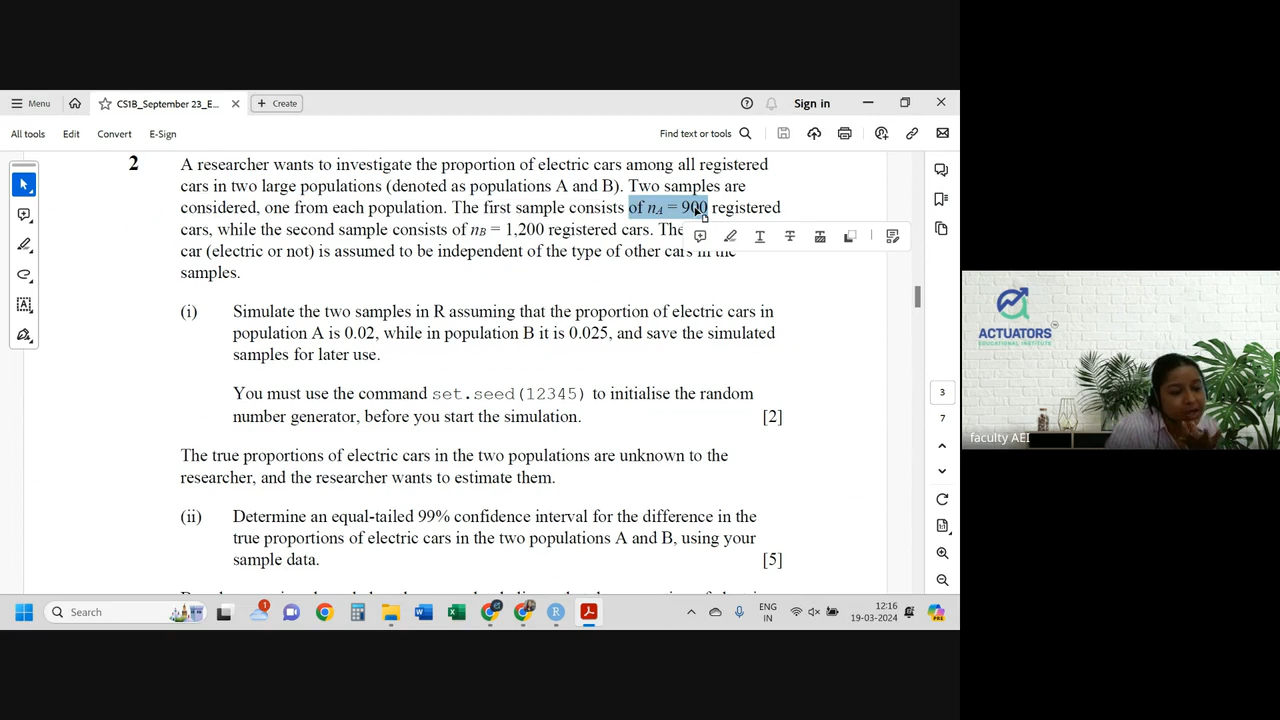 Menu
CS1B_September 23_E...
Create
Sign in
All tools
Edit
Convert
E-Sign
Find text or tools
2
A researcher wants to investigate the proportion of electric cars among all registered
cars in two large populations (denoted as populations A and B). Two samples are
considered, one from each population. The first sample consists of nA = 900 registered
cars, while the second sample consists of nB = 1,200 registered cars. The
car (electric or not) is assumed to be independent of the type of other cars in the
samples.
(i) Simulate the two samples in R assuming that the proportion of electric cars in
population A is 0.02, while in population B it is 0.025, and save the simulated
samples for later use.
You must use the command set.seed(12345) to initialise the random
number generator, before you start the simulation. [2]
The true proportions of electric cars in the two populations are unknown to the
researcher, and the researcher wants to estimate them.
(ii) Determine an equal-tailed 99% confidence interval for the difference in the
true proportions of electric cars in the two populations A and B, using your
sample data. [5]
3
7
ACTUATORS
EDUCATIONAL INSTITUTE
faculty AEI
Search
1
ENG
IN
12:16
19-03-2024